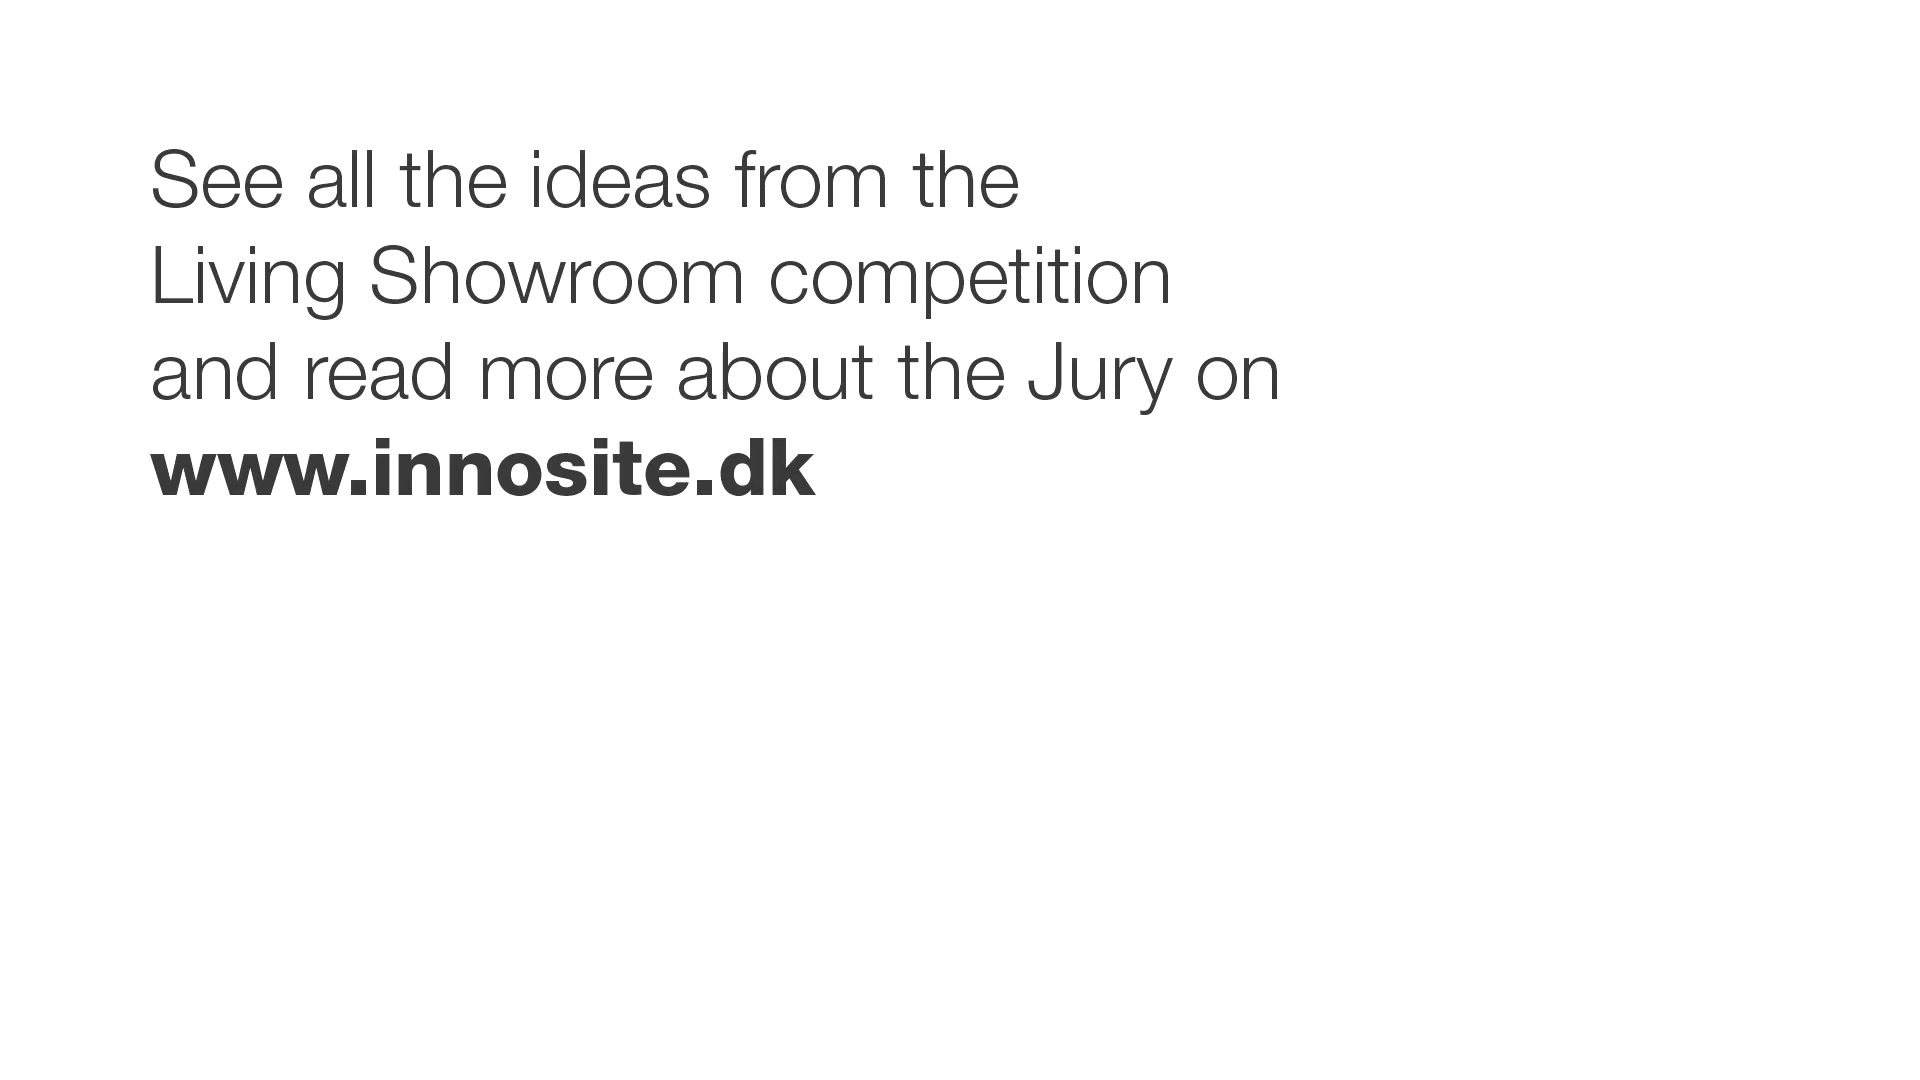 See all the ideas from the
Living Showroom competition
and read more about the Jury on
www.innosite.dk